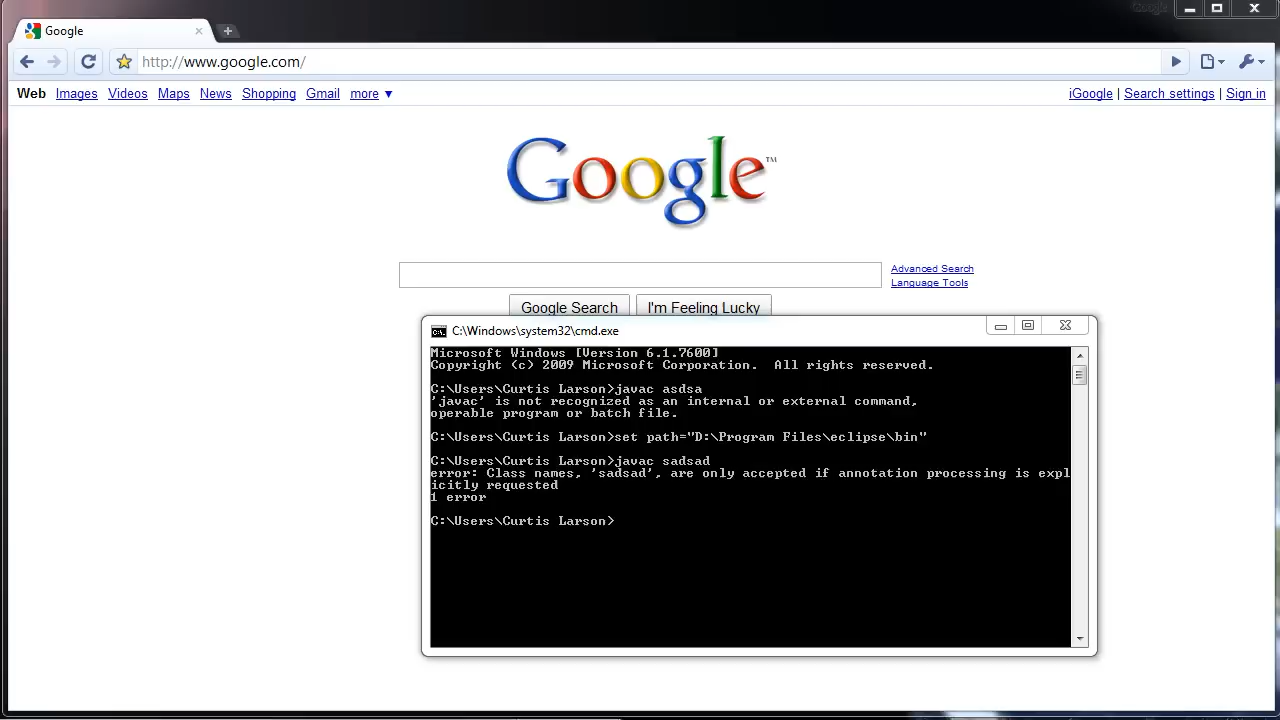 Google
Google
http://www.google.com/
Web Images Videos Maps News Shopping Gmail more ▼ iGoogle | Search settings | Sign in
Google™
Advanced Search
Language Tools
Google Search I'm Feeling Lucky
C:\Windows\system32\cmd.exe
Microsoft Windows [Version 6.1.7600]
Copyright (c) 2009 Microsoft Corporation.  All rights reserved.
C:\Users\Curtis Larson>javac asdsa
'javac' is not recognized as an internal or external command,
operable program or batch file.
C:\Users\Curtis Larson>set path="D:\Program Files\eclipse\bin"
C:\Users\Curtis Larson>javac sadsad
error: Class names, 'sadsad', are only accepted if annotation processing is expl
icitly requested
1 error
C:\Users\Curtis Larson>